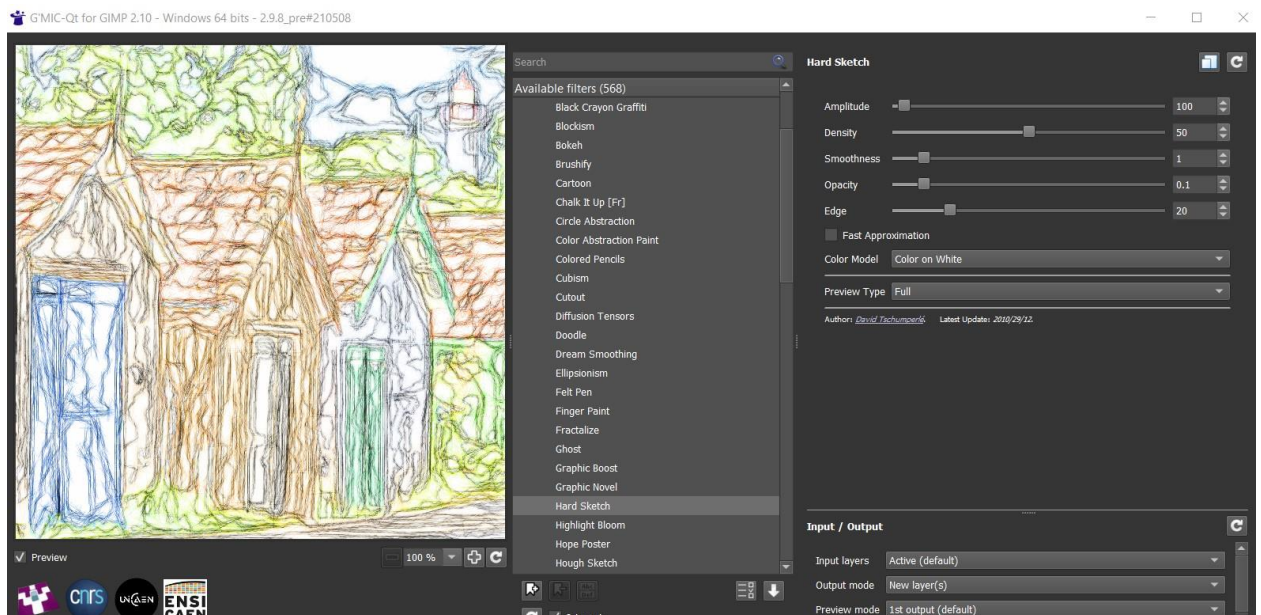 G'MIC-Qt for GIMP 2.10 - Windows 64 bits - 2.9.8_pre#210508
Search
Available filters (568)
Black Crayon Graffiti
Blockism
Bokeh
Brushify
Cartoon
Chalk It Up [Fr]
Circle Abstraction
Color Abstraction Paint
Colored Pencils
Cubism
Cutout
Diffusion Tensors
Doodle
Dream Smoothing
Ellipsionism
Felt Pen
Finger Paint
Fractalize
Ghost
Graphic Boost
Graphic Novel
Hard Sketch
Highlight Bloom
Hope Poster
Hough Sketch
Hard Sketch
Amplitude 100
Density 50
Smoothness 1
Opacity 0.1
Edge 20
Fast Approximation
Color Model Color on White
Preview Type Full
Author: David Tschumperlé. Latest Update: 2010/29/12.
Input / Output
Input layers Active (default)
Output mode New layer(s)
Preview mode 1st output (default)
Preview
100 %
cnrs
UNICAEN
ENSI
CAEN